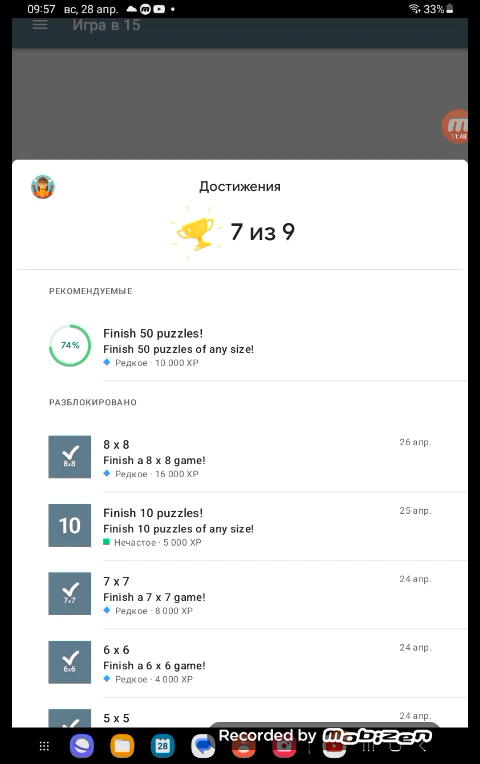 09:57 вс, 28 апр.
33%
Игра в 15
11:48
Достижения
7 из 9
РЕКОМЕНДУЕМЫЕ
74%
Finish 50 puzzles!
Finish 50 puzzles of any size!
Редкое · 10 000 XP
РАЗБЛОКИРОВАНО
8x8
8 x 8
26 апр.
Finish a 8 x 8 game!
Редкое · 16 000 XP
10
Finish 10 puzzles!
25 апр.
Finish 10 puzzles of any size!
Нечастое · 5 000 XP
7x7
7 x 7
24 апр.
Finish a 7 x 7 game!
Редкое · 8 000 XP
6x6
6 x 6
24 апр.
Finish a 6 x 6 game!
Редкое · 4 000 XP
5 x 5
24 апр.
28
Recorded by Mobizen